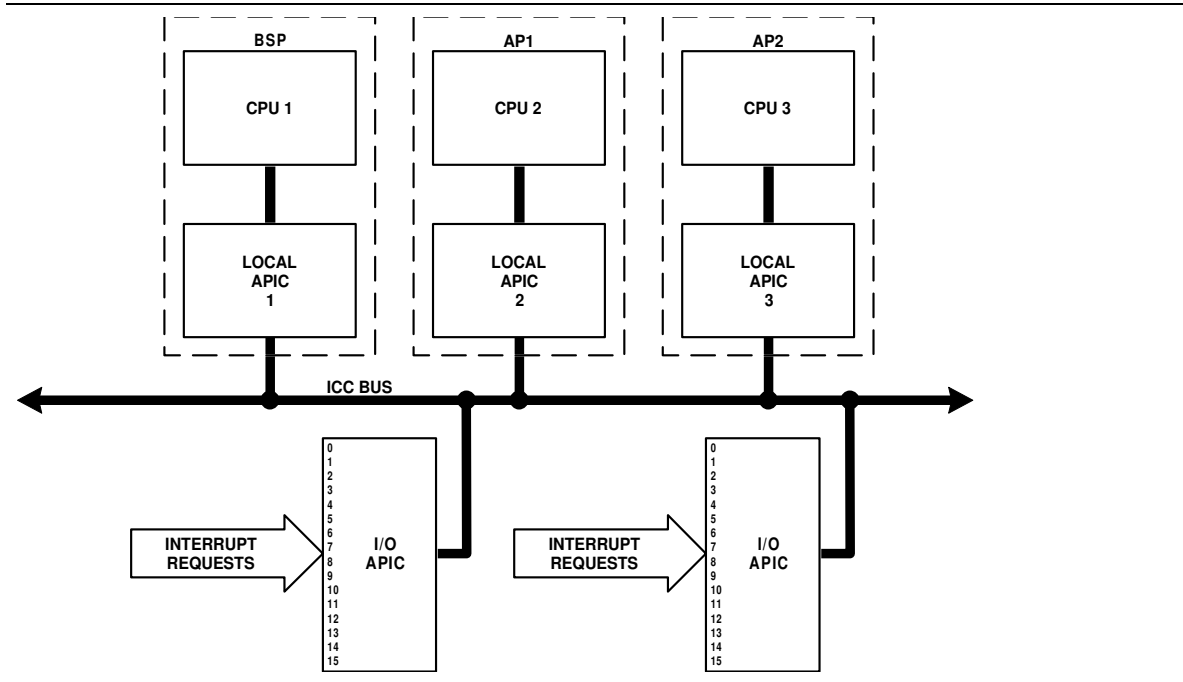 BSP
AP1
AP2
CPU 1
CPU 2
CPU 3
LOCAL
APIC
1
LOCAL
APIC
2
LOCAL
APIC
3
ICC BUS
INTERRUPT
REQUESTS
0
1
2
3
4
5
6
7
8
9
10
11
12
13
14
15
I/O
APIC
INTERRUPT
REQUESTS
0
1
2
3
4
5
6
7
8
9
10
11
12
13
14
15
I/O
APIC